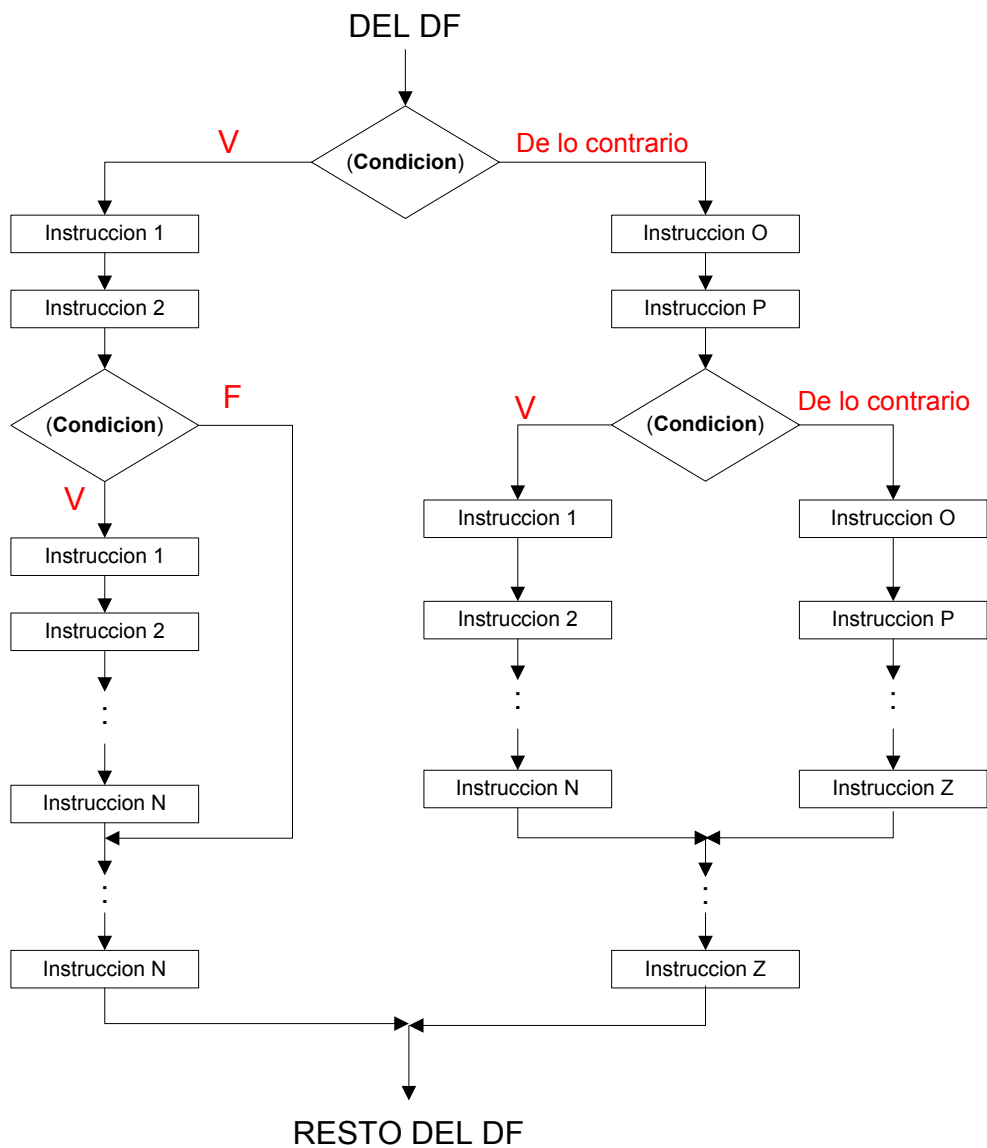 DEL DF
V
De lo contrario
(Condicion)
Instruccion 1
Instruccion O
Instruccion 2
Instruccion P
F
V
De lo contrario
(Condicion)
(Condicion)
V
Instruccion 1
Instruccion O
Instruccion 1
Instruccion 2
Instruccion P
Instruccion 2
:
:
:
Instruccion N
Instruccion Z
Instruccion N
:
:
Instruccion N
Instruccion Z
RESTO DEL DF